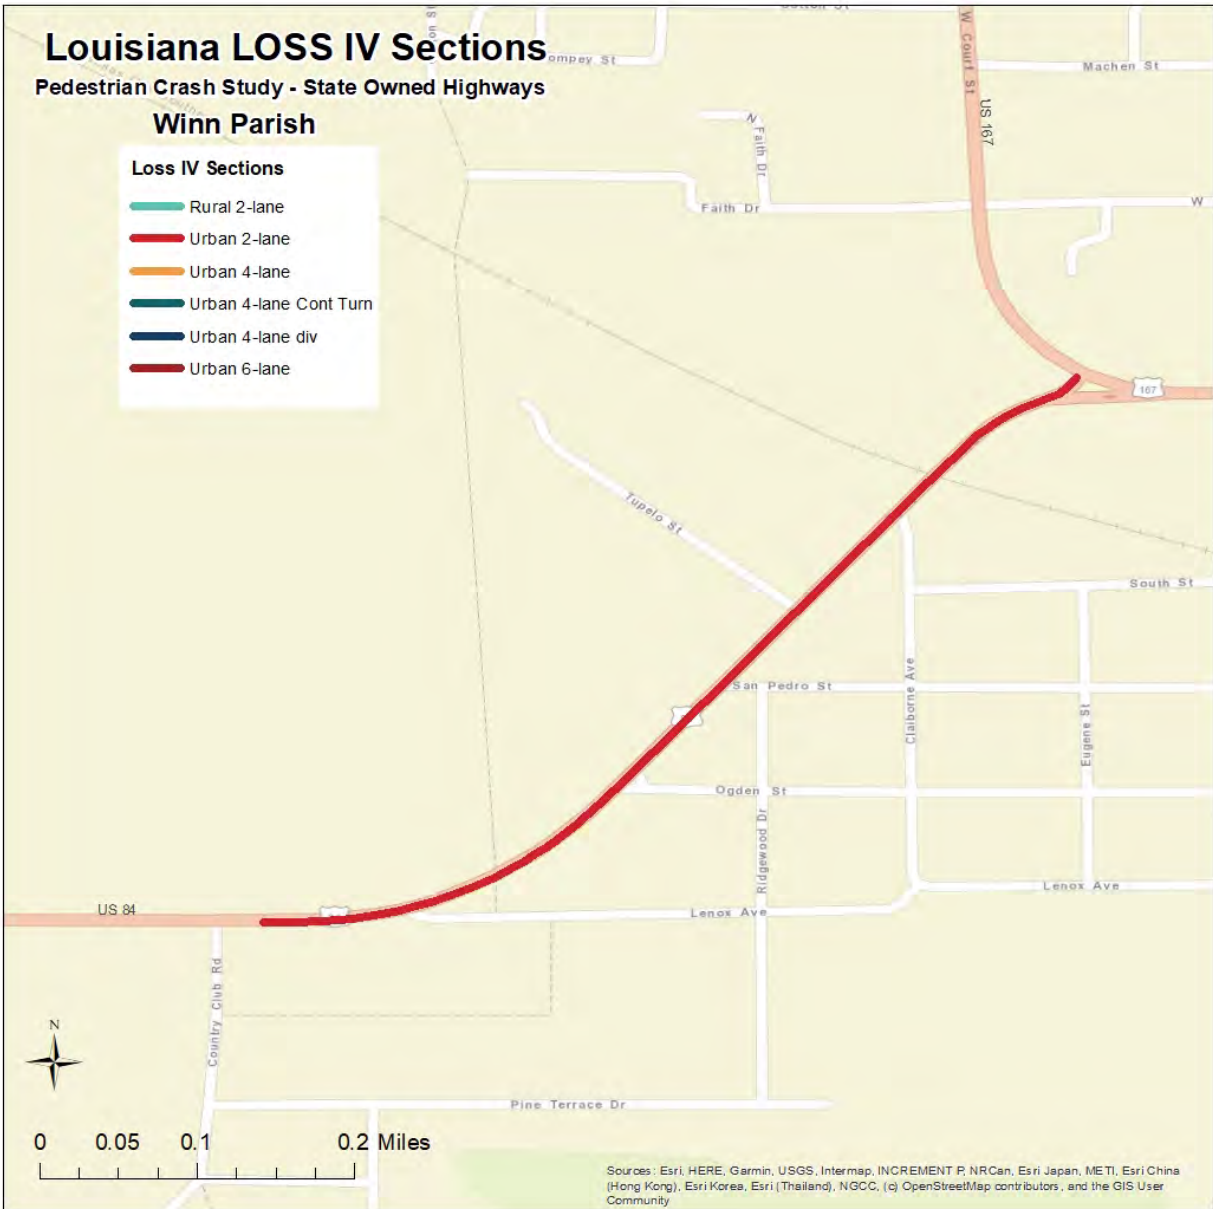 Louisiana LOSS IV Sections
Pedestrian Crash Study - State Owned Highways
Winn Parish
Loss IV Sections
Rural 2-lane
Urban 2-lane
Urban 4-lane
Urban 4-lane Cont Turn
Urban 4-lane div
Urban 6-lane
W Court St
US 167
Machen St
N Faith Dr
Faith Dr
W
167
Tupelo St
South St
San Pedro St
Claiborne Ave
Eugene St
Ogden St
Ridgewood Dr
Lenox Ave
Lenox Ave
US 84
Country Club Rd
Pine Terrace Dr
N
0 0.05 0.1 0.2 Miles
Sources: Esri, HERE, Garmin, USGS, Intermap, INCREMENT P, NRCan, Esri Japan, METI, Esri China
(Hong Kong), Esri Korea, Esri (Thailand), NGCC, (c) OpenStreetMap contributors, and the GIS User
Community